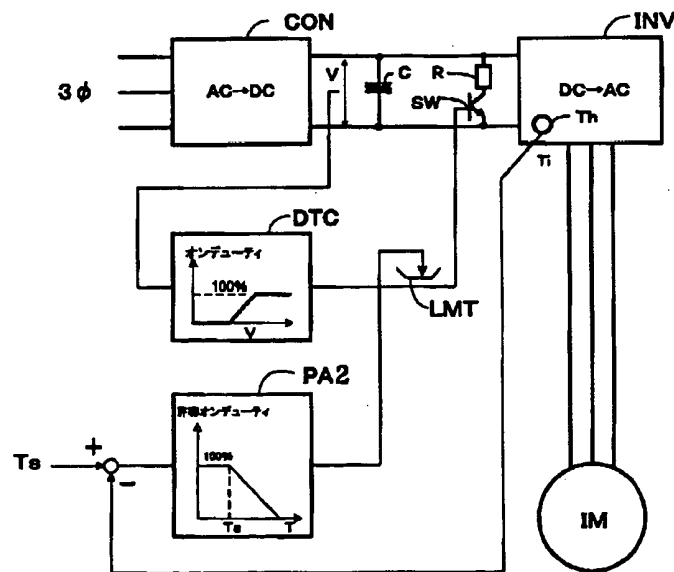 CON
INV
3φ
AC→DC
V
C
R
SW
DC→AC
Th
Ti
DTC
オンデューティ
100%
V
LMT
PA2
許容オンデューティ
100%
Ts
T
Ts
+
−
IM